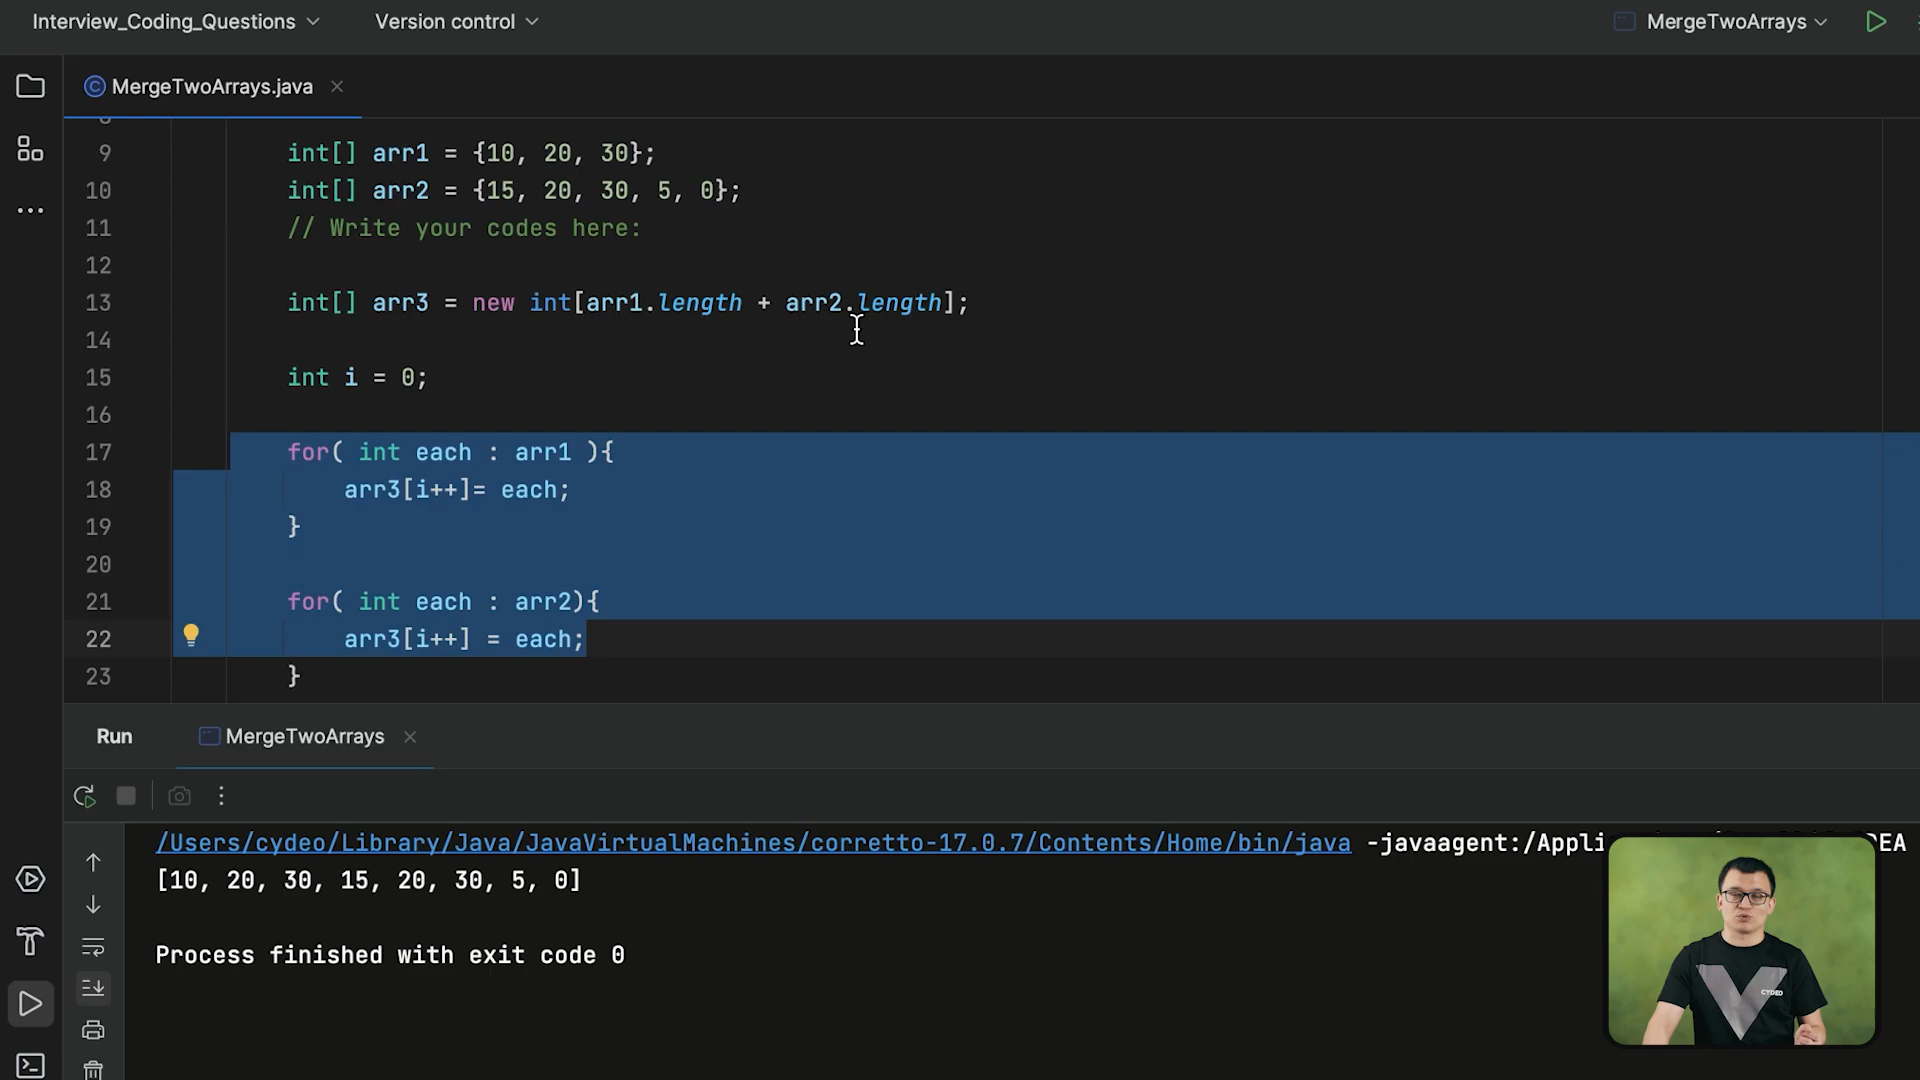 Interview_Coding_Questions Version control MergeTwoArrays
MergeTwoArrays.java
9 int[] arr1 = {10, 20, 30};
10 int[] arr2 = {15, 20, 30, 5, 0};
11 // Write your codes here:
12
13 int[] arr3 = new int[arr1.length + arr2.length];
14
15 int i = 0;
16
17 for( int each : arr1 ){
18 arr3[i++]= each;
19 }
20
21 for( int each : arr2){
22 arr3[i++] = each;
23 }
Run MergeTwoArrays
/Users/cydeo/Library/Java/JavaVirtualMachines/corretto-17.0.7/Contents/Home/bin/java -javaagent:/Appli
[10, 20, 30, 15, 20, 30, 5, 0]
Process finished with exit code 0
CYDEO